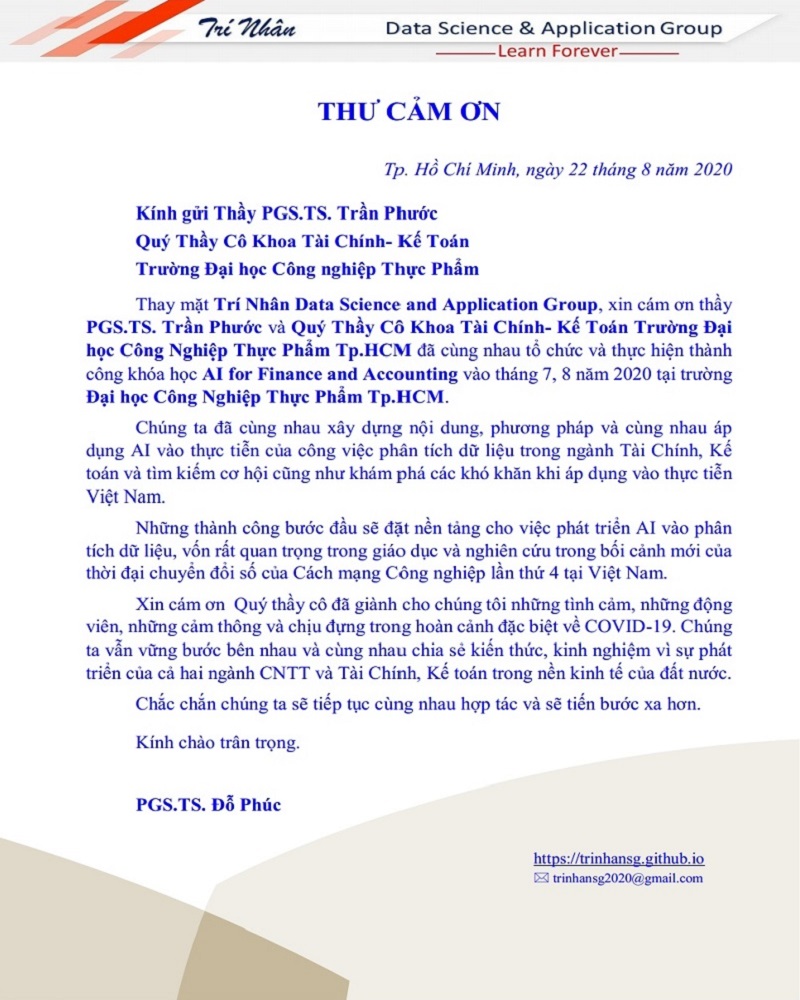 Trí Nhân
Data Science & Application Group
Learn Forever
THƯ CẢM ƠN
Tp. Hồ Chí Minh, ngày 22 tháng 8 năm 2020
Kính gửi Thầy PGS.TS. Trần Phước
Quý Thầy Cô Khoa Tài Chính- Kế Toán
Trường Đại học Công nghiệp Thực Phẩm
Thay mặt Trí Nhân Data Science and Application Group, xin cám ơn thầy
PGS.TS. Trần Phước và Quý Thầy Cô Khoa Tài Chính- Kế Toán Trường Đại
học Công Nghiệp Thực Phẩm Tp.HCM đã cùng nhau tổ chức và thực hiện thành
công khóa học AI for Finance and Accounting vào tháng 7, 8 năm 2020 tại trường
Đại học Công Nghiệp Thực Phẩm Tp.HCM.
Chúng ta đã cùng nhau xây dựng nội dung, phương pháp và cùng nhau áp
dụng AI vào thực tiễn của công việc phân tích dữ liệu trong ngành Tài Chính, Kế
toán và tìm kiếm cơ hội cũng như khám phá các khó khăn khi áp dụng vào thực tiễn
Việt Nam.
Những thành công bước đầu sẽ đặt nền tảng cho việc phát triển AI vào phân
tích dữ liệu, vốn rất quan trọng trong giáo dục và nghiên cứu trong bối cảnh mới của
thời đại chuyển đổi số của Cách mạng Công nghiệp lần thứ 4 tại Việt Nam.
Xin cám ơn Quý thầy cô đã giành cho chúng tôi những tình cảm, những động
viên, những cảm thông và chịu đựng trong hoàn cảnh đặc biệt về COVID-19. Chúng
ta vẫn vững bước bên nhau và cùng nhau chia sẻ kiến thức, kinh nghiệm vì sự phát
triển của cả hai ngành CNTT và Tài Chính, Kế toán trong nền kinh tế của đất nước.
Chắc chắn chúng ta sẽ tiếp tục cùng nhau hợp tác và sẽ tiến bước xa hơn.
Kính chào trân trọng.
PGS.TS. Đỗ Phúc
https://trinhansg.github.io
trinhansg2020@gmail.com